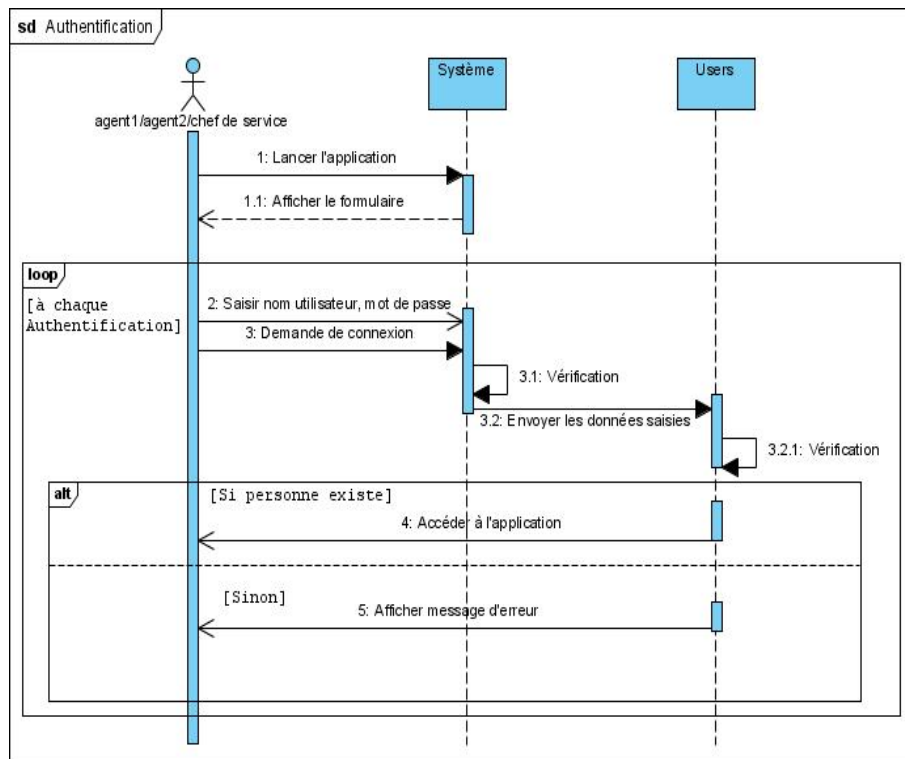 sd Authentification
Système
Users
agent1/agent2/chef de service
1: Lancer l'application
1.1: Afficher le formulaire
loop
[à chaque
Authentification]
2: Saisir nom utilisateur, mot de passe
3: Demande de connexion
3.1: Vérification
3.2: Envoyer les données saisies
3.2.1: Vérification
alt
[Si personne existe]
4: Accéder à l'application
[Sinon]
5: Afficher message d'erreur